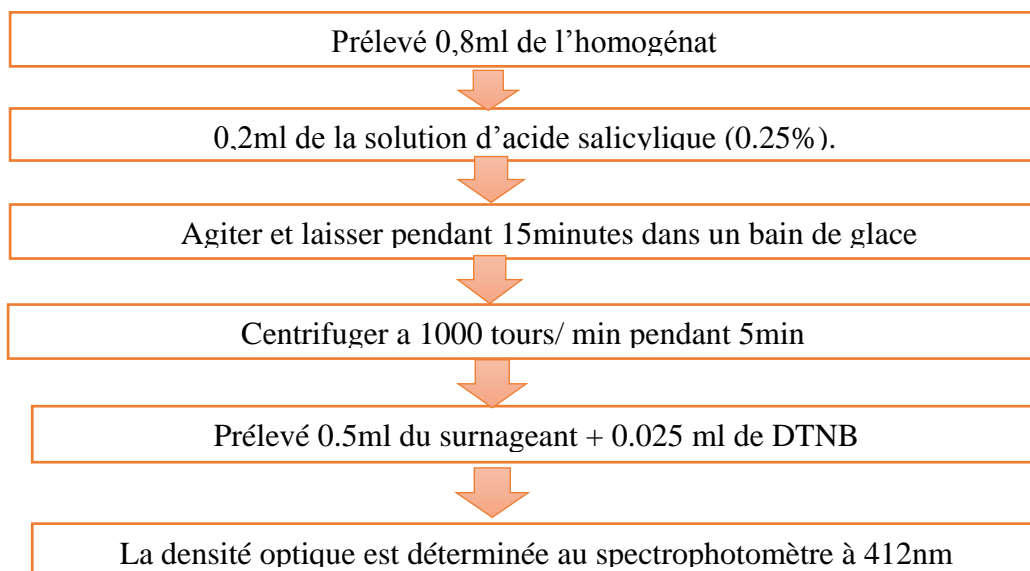 Prélevé 0,8ml de l’homogénat
0,2ml de la solution d’acide salicylique (0.25%).
Agiter et laisser pendant 15minutes dans un bain de glace
Centrifuger a 1000 tours/ min pendant 5min
Prélevé 0.5ml du surnageant + 0.025 ml de DTNB
La densité optique est déterminée au spectrophotomètre à 412nm